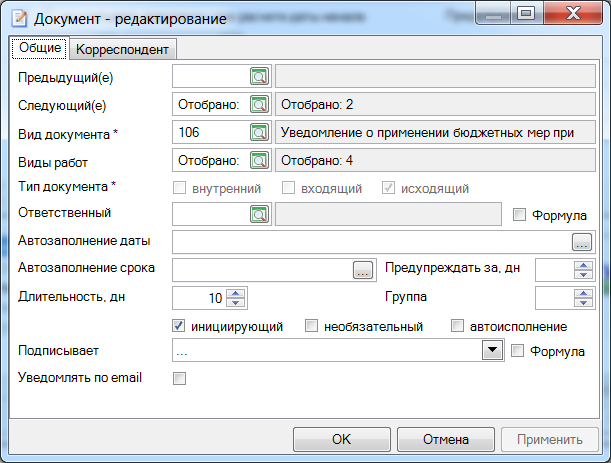 Документ - редактирование
Общие Корреспондент
Предыдущий(е)
Следующий(е) Отобрано: Отобрано: 2
Вид документа * 106 Уведомление о применении бюджетных мер при
Виды работ Отобрано: Отобрано: 4
Тип документа * внутренний входящий исходящий
Ответственный Формула
Автозаполнение даты ...
Автозаполнение срока ... Предупреждать за, дн
Длительность, дн 10 Группа
инициирующий необязательный автоисполнение
Подписывает ... Формула
Уведомлять по email
OK Отмена Применить